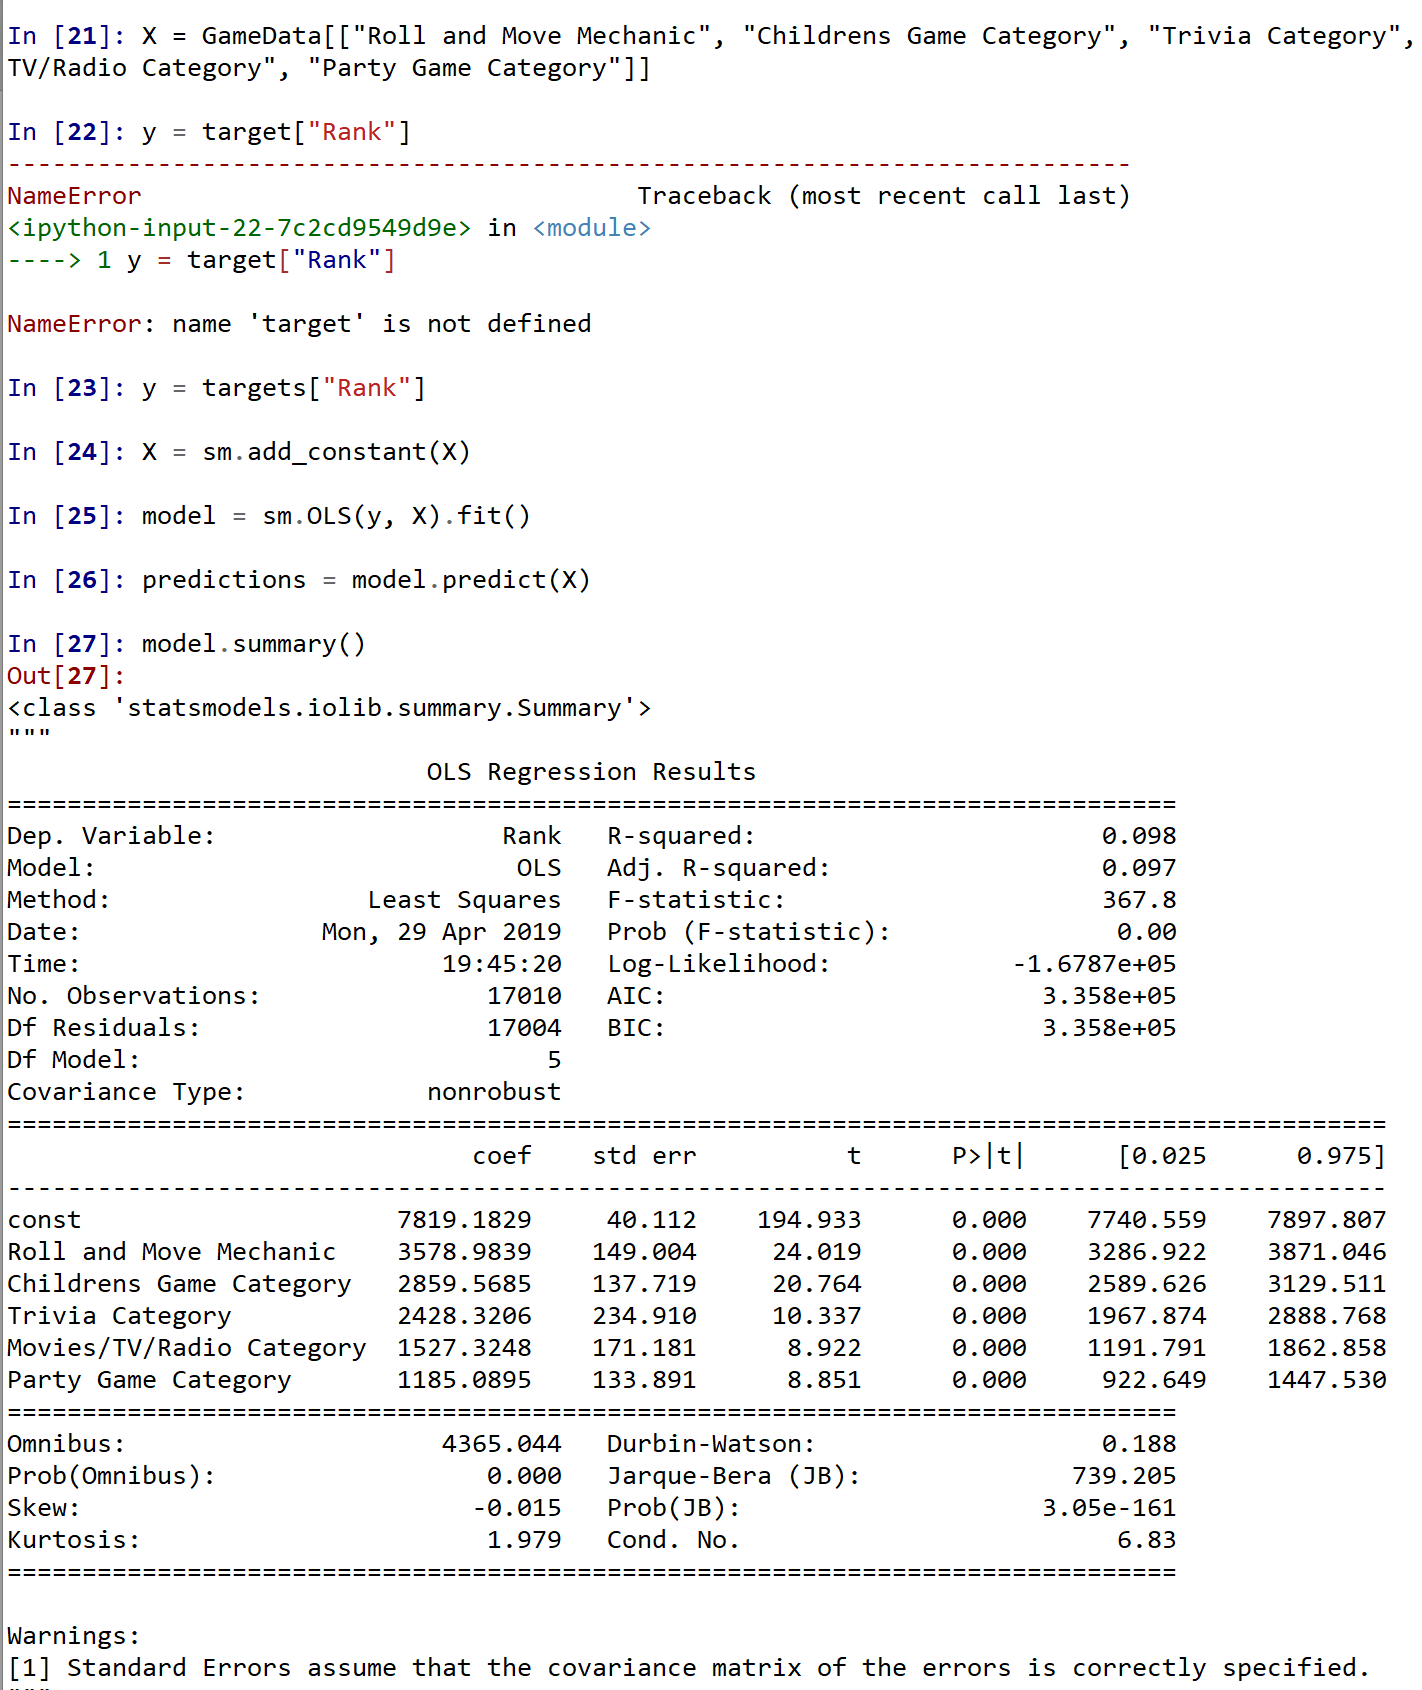 In [21]: X = GameData[["Roll and Move Mechanic", "Childrens Game Category", "Trivia Category",
TV/Radio Category", "Party Game Category"]]
In [22]: y = target["Rank"]
---------------------------------------------------------------------------
NameError                                 Traceback (most recent call last)
<ipython-input-22-7c2cd9549d9e> in <module>
----> 1 y = target["Rank"]
NameError: name 'target' is not defined
In [23]: y = targets["Rank"]
In [24]: X = sm.add_constant(X)
In [25]: model = sm.OLS(y, X).fit()
In [26]: predictions = model.predict(X)
In [27]: model.summary()
Out[27]:
<class 'statsmodels.iolib.summary.Summary'>
"""
                            OLS Regression Results
==============================================================================
Dep. Variable:                   Rank   R-squared:                       0.098
Model:                            OLS   Adj. R-squared:                  0.097
Method:                 Least Squares   F-statistic:                     367.8
Date:                Mon, 29 Apr 2019   Prob (F-statistic):               0.00
Time:                        19:45:20   Log-Likelihood:            -1.6787e+05
No. Observations:               17010   AIC:                         3.358e+05
Df Residuals:                   17004   BIC:                         3.358e+05
Df Model:                           5
Covariance Type:            nonrobust
============================================================================================
                               coef    std err          t      P>|t|      [0.025      0.975]
--------------------------------------------------------------------------------------------
const                     7819.1829     40.112    194.933      0.000    7740.559    7897.807
Roll and Move Mechanic    3578.9839    149.004     24.019      0.000    3286.922    3871.046
Childrens Game Category   2859.5685    137.719     20.764      0.000    2589.626    3129.511
Trivia Category           2428.3206    234.910     10.337      0.000    1967.874    2888.768
Movies/TV/Radio Category  1527.3248    171.181      8.922      0.000    1191.791    1862.858
Party Game Category       1185.0895    133.891      8.851      0.000     922.649    1447.530
==============================================================================
Omnibus:                     4365.044   Durbin-Watson:                   0.188
Prob(Omnibus):                  0.000   Jarque-Bera (JB):              739.205
Skew:                          -0.015   Prob(JB):                    3.05e-161
Kurtosis:                       1.979   Cond. No.                         6.83
==============================================================================
Warnings:
[1] Standard Errors assume that the covariance matrix of the errors is correctly specified.
"""